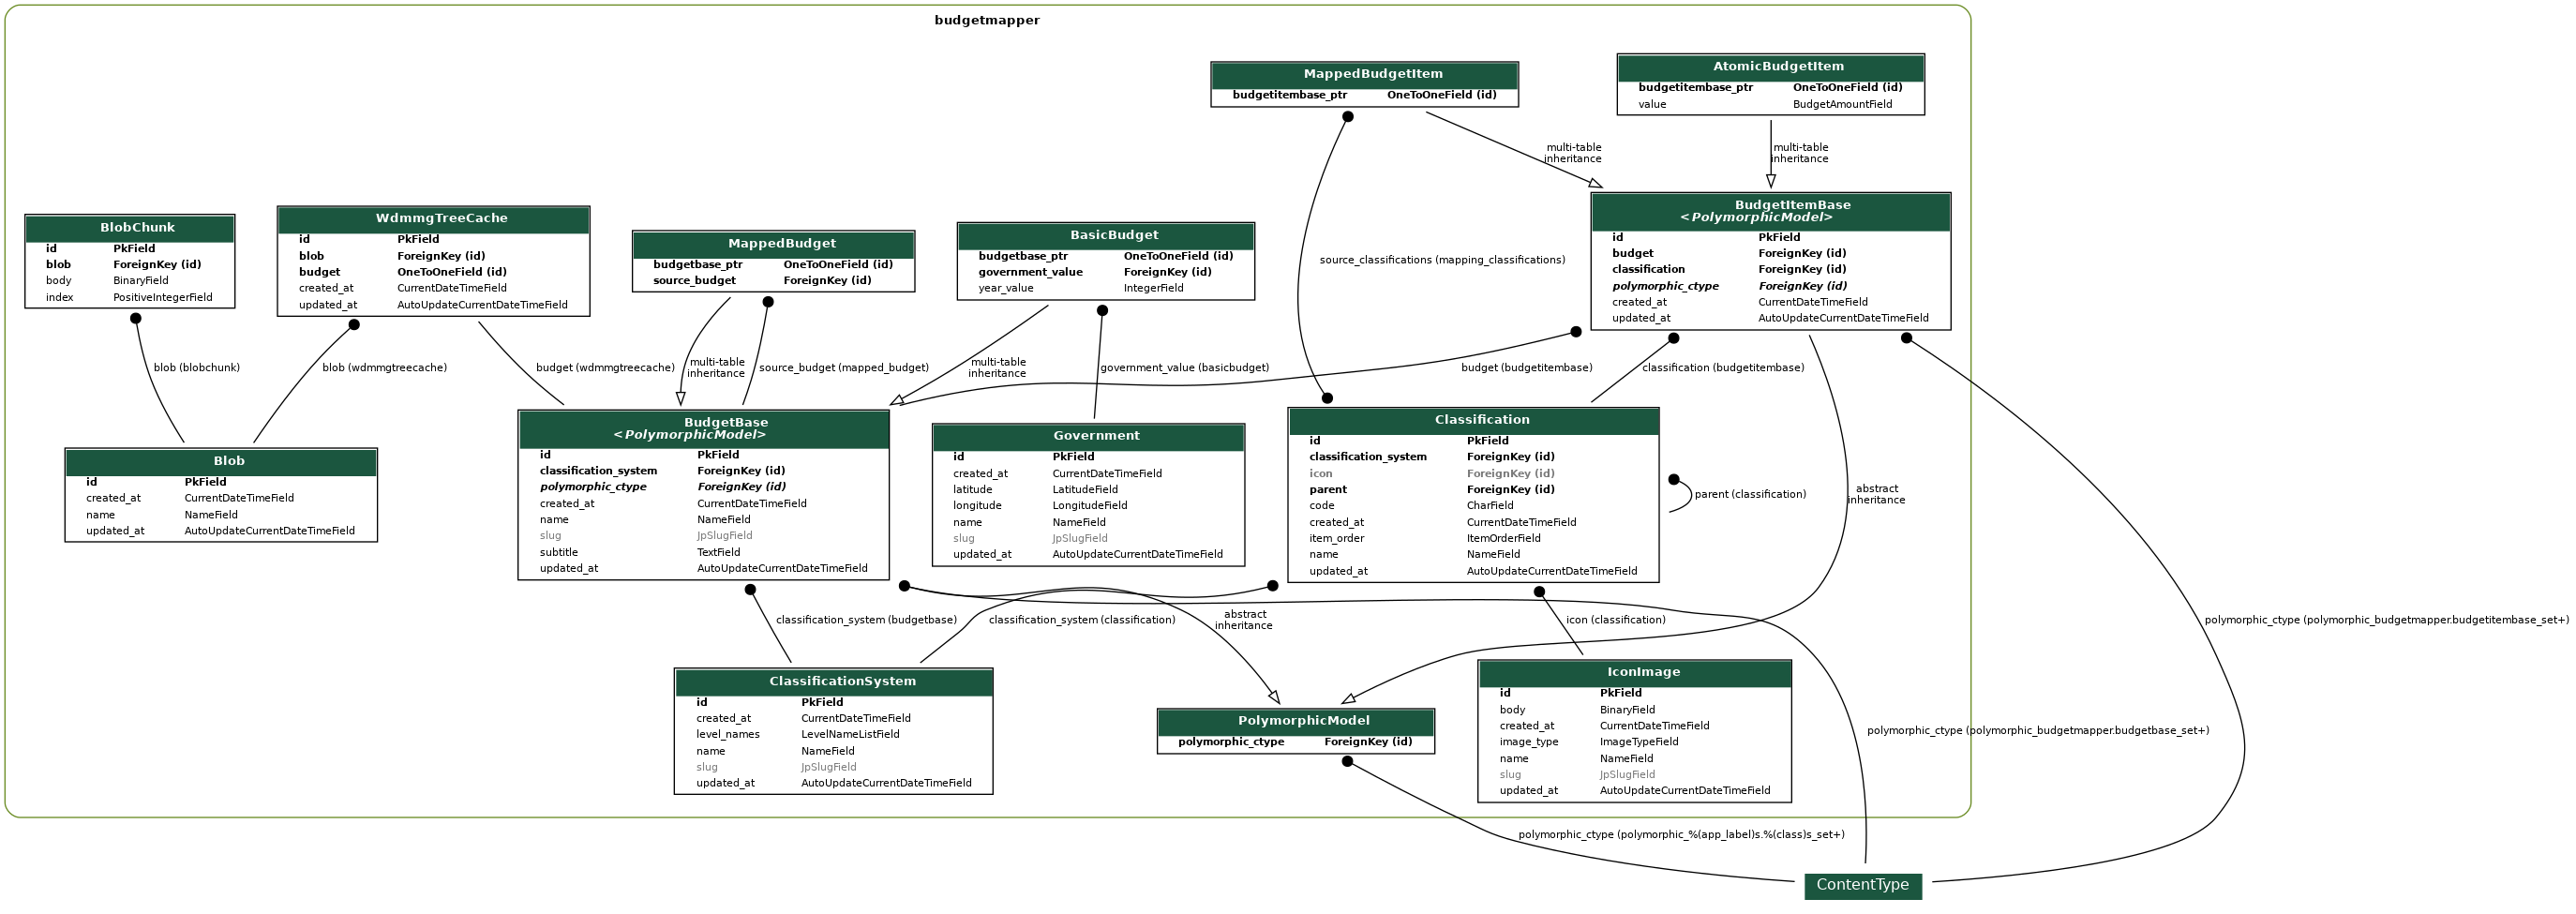 budgetmapper
MappedBudgetItem
budgetitembase_ptr OneToOneField (id)
AtomicBudgetItem
budgetitembase_ptr OneToOneField (id)
value BudgetAmountField
multi-table
inheritance
multi-table
inheritance
BlobChunk
id PkField
blob ForeignKey (id)
body BinaryField
index PositiveIntegerField
WdmmgTreeCache
id PkField
blob ForeignKey (id)
budget OneToOneField (id)
created_at CurrentDateTimeField
updated_at AutoUpdateCurrentDateTimeField
MappedBudget
budgetbase_ptr OneToOneField (id)
source_budget ForeignKey (id)
BasicBudget
budgetbase_ptr OneToOneField (id)
government_value ForeignKey (id)
year_value IntegerField
source_classifications (mapping_classifications)
BudgetItemBase
<PolymorphicModel>
id PkField
budget ForeignKey (id)
classification ForeignKey (id)
polymorphic_ctype ForeignKey (id)
created_at CurrentDateTimeField
updated_at AutoUpdateCurrentDateTimeField
blob (blobchunk)
blob (wdmmgtreecache)
budget (wdmmgtreecache)
multi-table
inheritance
source_budget (mapped_budget)
multi-table
inheritance
government_value (basicbudget)
budget (budgetitembase)
classification (budgetitembase)
Blob
id PkField
created_at CurrentDateTimeField
name NameField
updated_at AutoUpdateCurrentDateTimeField
BudgetBase
<PolymorphicModel>
id PkField
classification_system ForeignKey (id)
polymorphic_ctype ForeignKey (id)
created_at CurrentDateTimeField
name NameField
slug JpSlugField
subtitle TextField
updated_at AutoUpdateCurrentDateTimeField
Government
id PkField
created_at CurrentDateTimeField
latitude LatitudeField
longitude LongitudeField
name NameField
slug JpSlugField
updated_at AutoUpdateCurrentDateTimeField
Classification
id PkField
classification_system ForeignKey (id)
icon ForeignKey (id)
parent ForeignKey (id)
code CharField
created_at CurrentDateTimeField
item_order ItemOrderField
name NameField
updated_at AutoUpdateCurrentDateTimeField
parent (classification)
abstract
inheritance
classification_system (budgetbase)
classification_system (classification)
abstract
inheritance
icon (classification)
polymorphic_ctype (polymorphic_budgetmapper.budgetitembase_set+)
ClassificationSystem
id PkField
created_at CurrentDateTimeField
level_names LevelNameListField
name NameField
slug JpSlugField
updated_at AutoUpdateCurrentDateTimeField
PolymorphicModel
polymorphic_ctype ForeignKey (id)
IconImage
id PkField
body BinaryField
created_at CurrentDateTimeField
image_type ImageTypeField
name NameField
slug JpSlugField
updated_at AutoUpdateCurrentDateTimeField
polymorphic_ctype (polymorphic_budgetmapper.budgetbase_set+)
polymorphic_ctype (polymorphic_%(app_label)s.%(class)s_set+)
ContentType